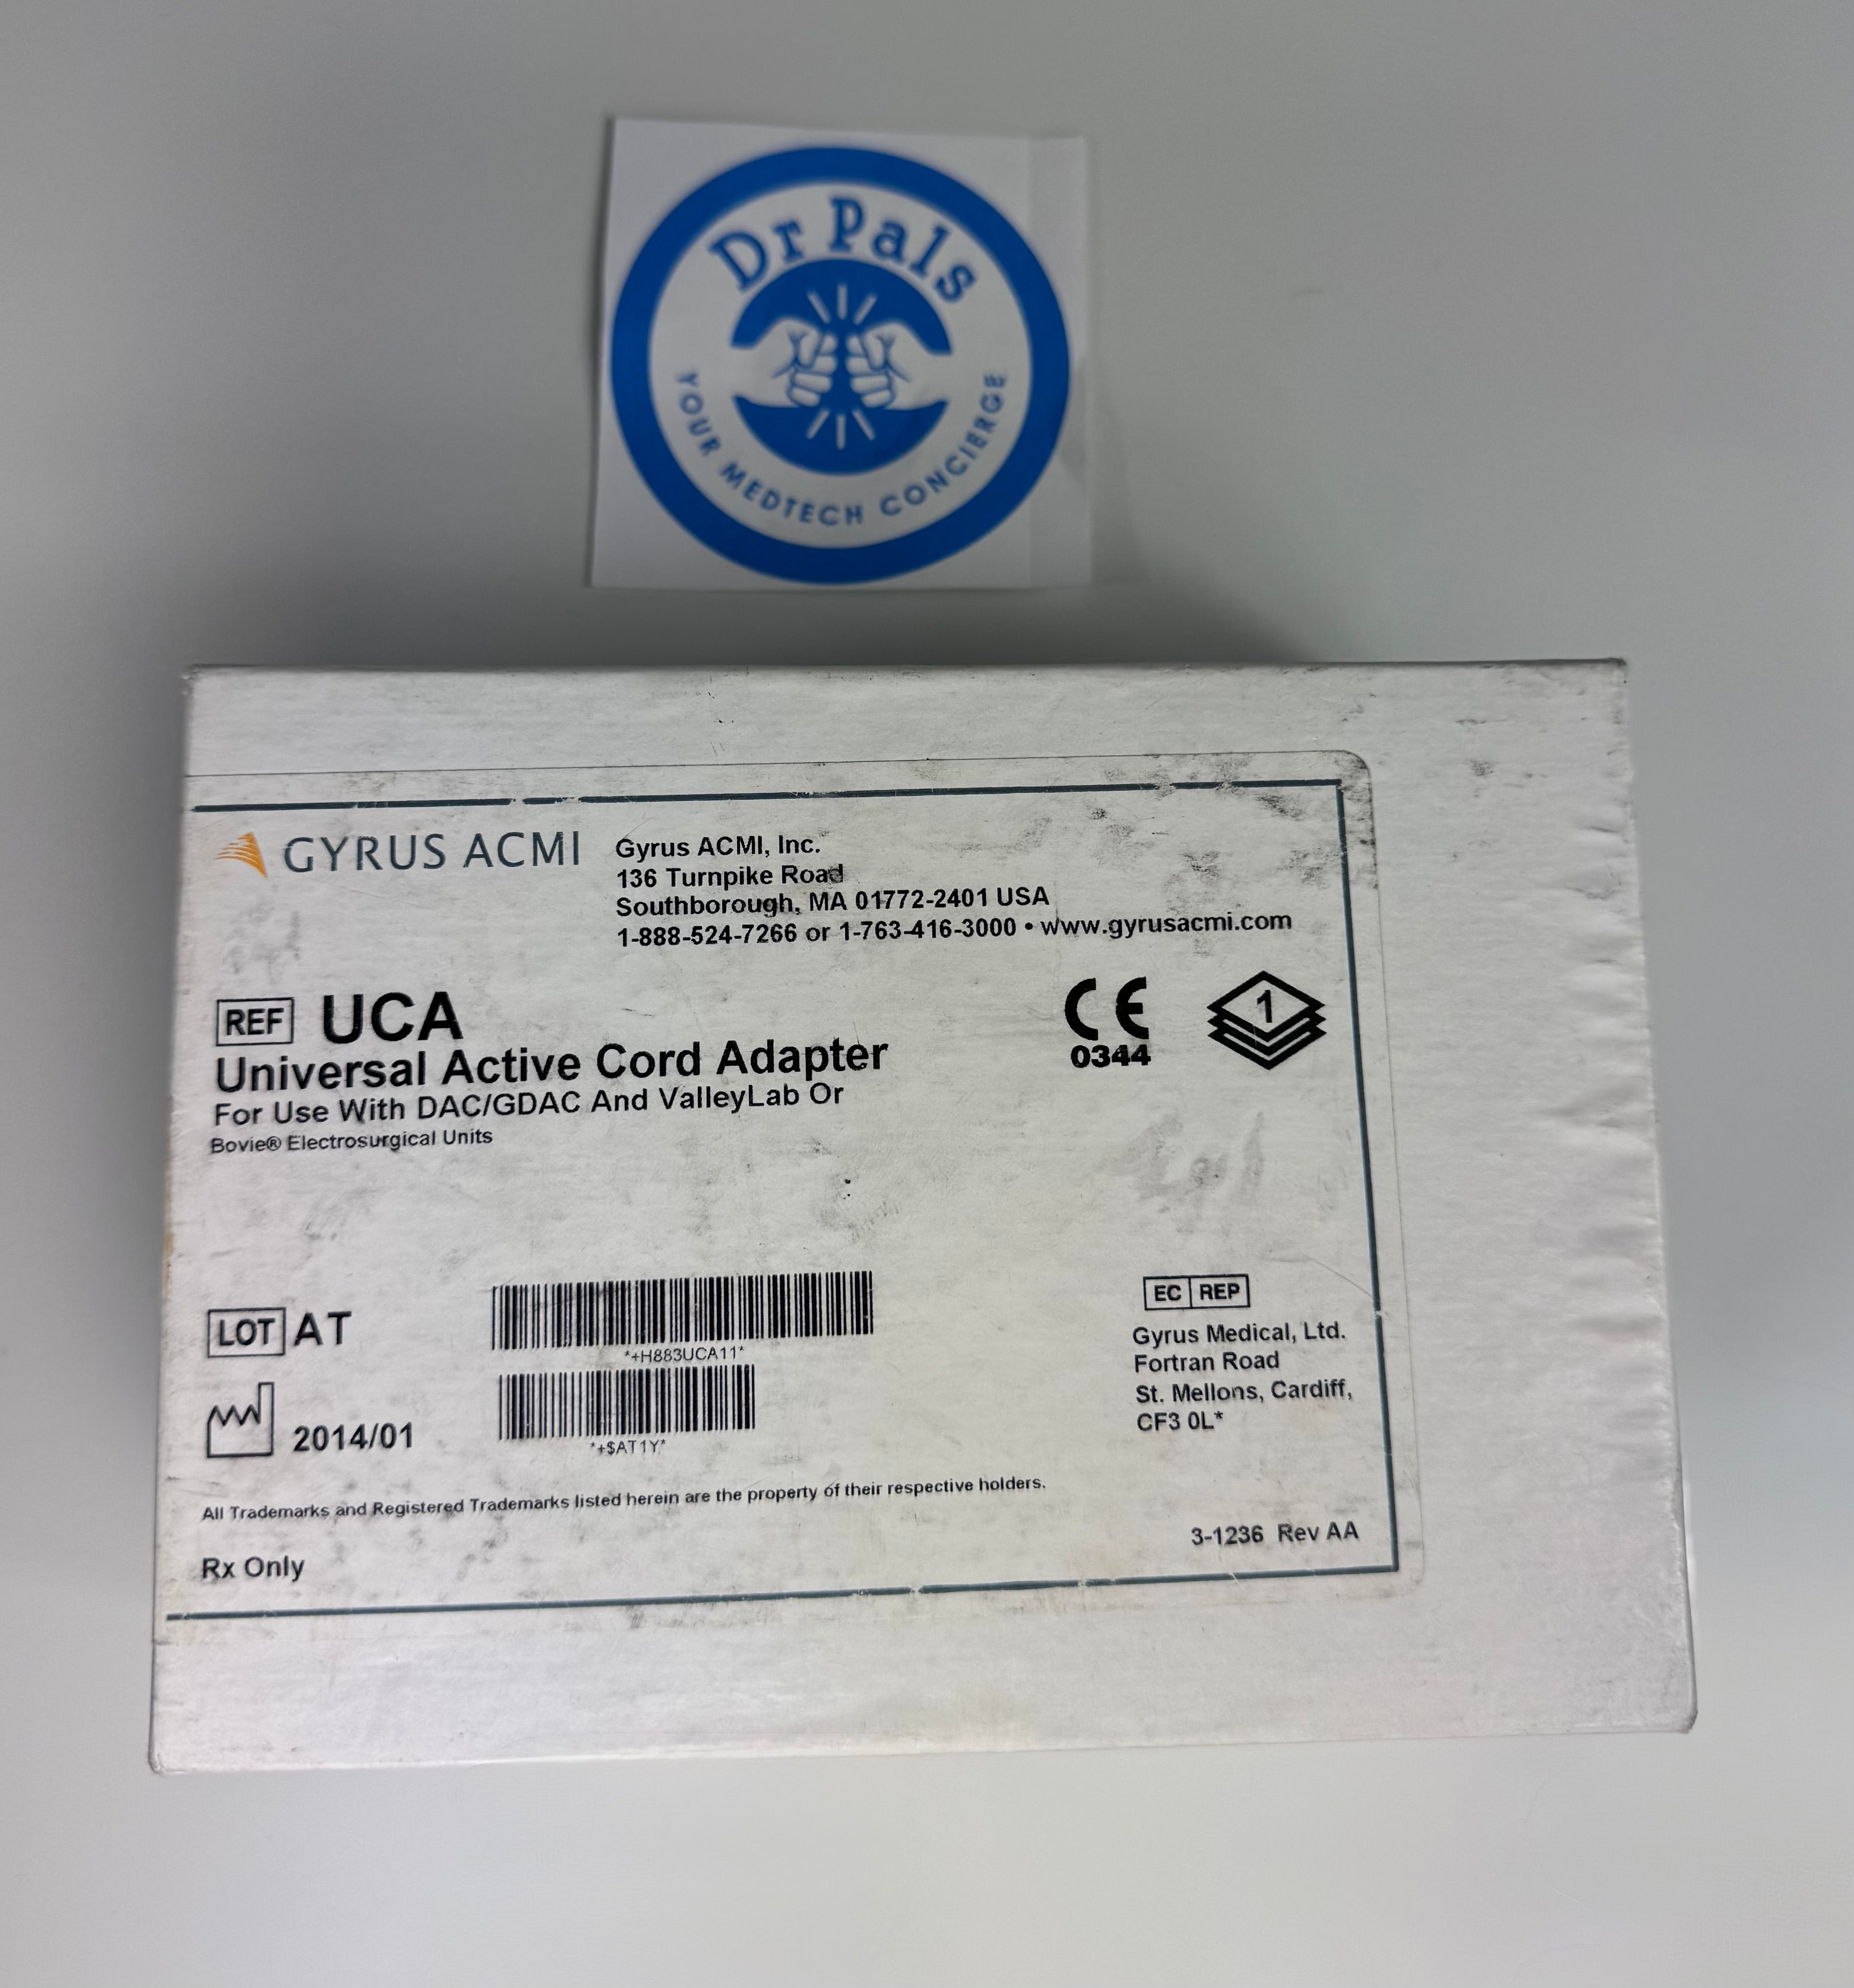 Dr Pals
YOUR MEDTECH CONCIERGE
GYRUS ACMI
Gyrus ACMI, Inc.
136 Turnpike Road
Southborough, MA 01772-2401 USA
1-888-524-7266 or 1-763-416-3000 • www.gyrusacmi.com
REF UCA
Universal Active Cord Adapter
For Use With DAC/GDAC And ValleyLab Or
Bovie® Electrosurgical Units
CE
0344
1
LOT AT
2014/01
*+H883UCA11*
*+$AT1Y*
EC REP
Gyrus Medical, Ltd.
Fortran Road
St. Mellons, Cardiff,
CF3 0L*
All Trademarks and Registered Trademarks listed herein are the property of their respective holders.
3-1236 Rev AA
Rx Only